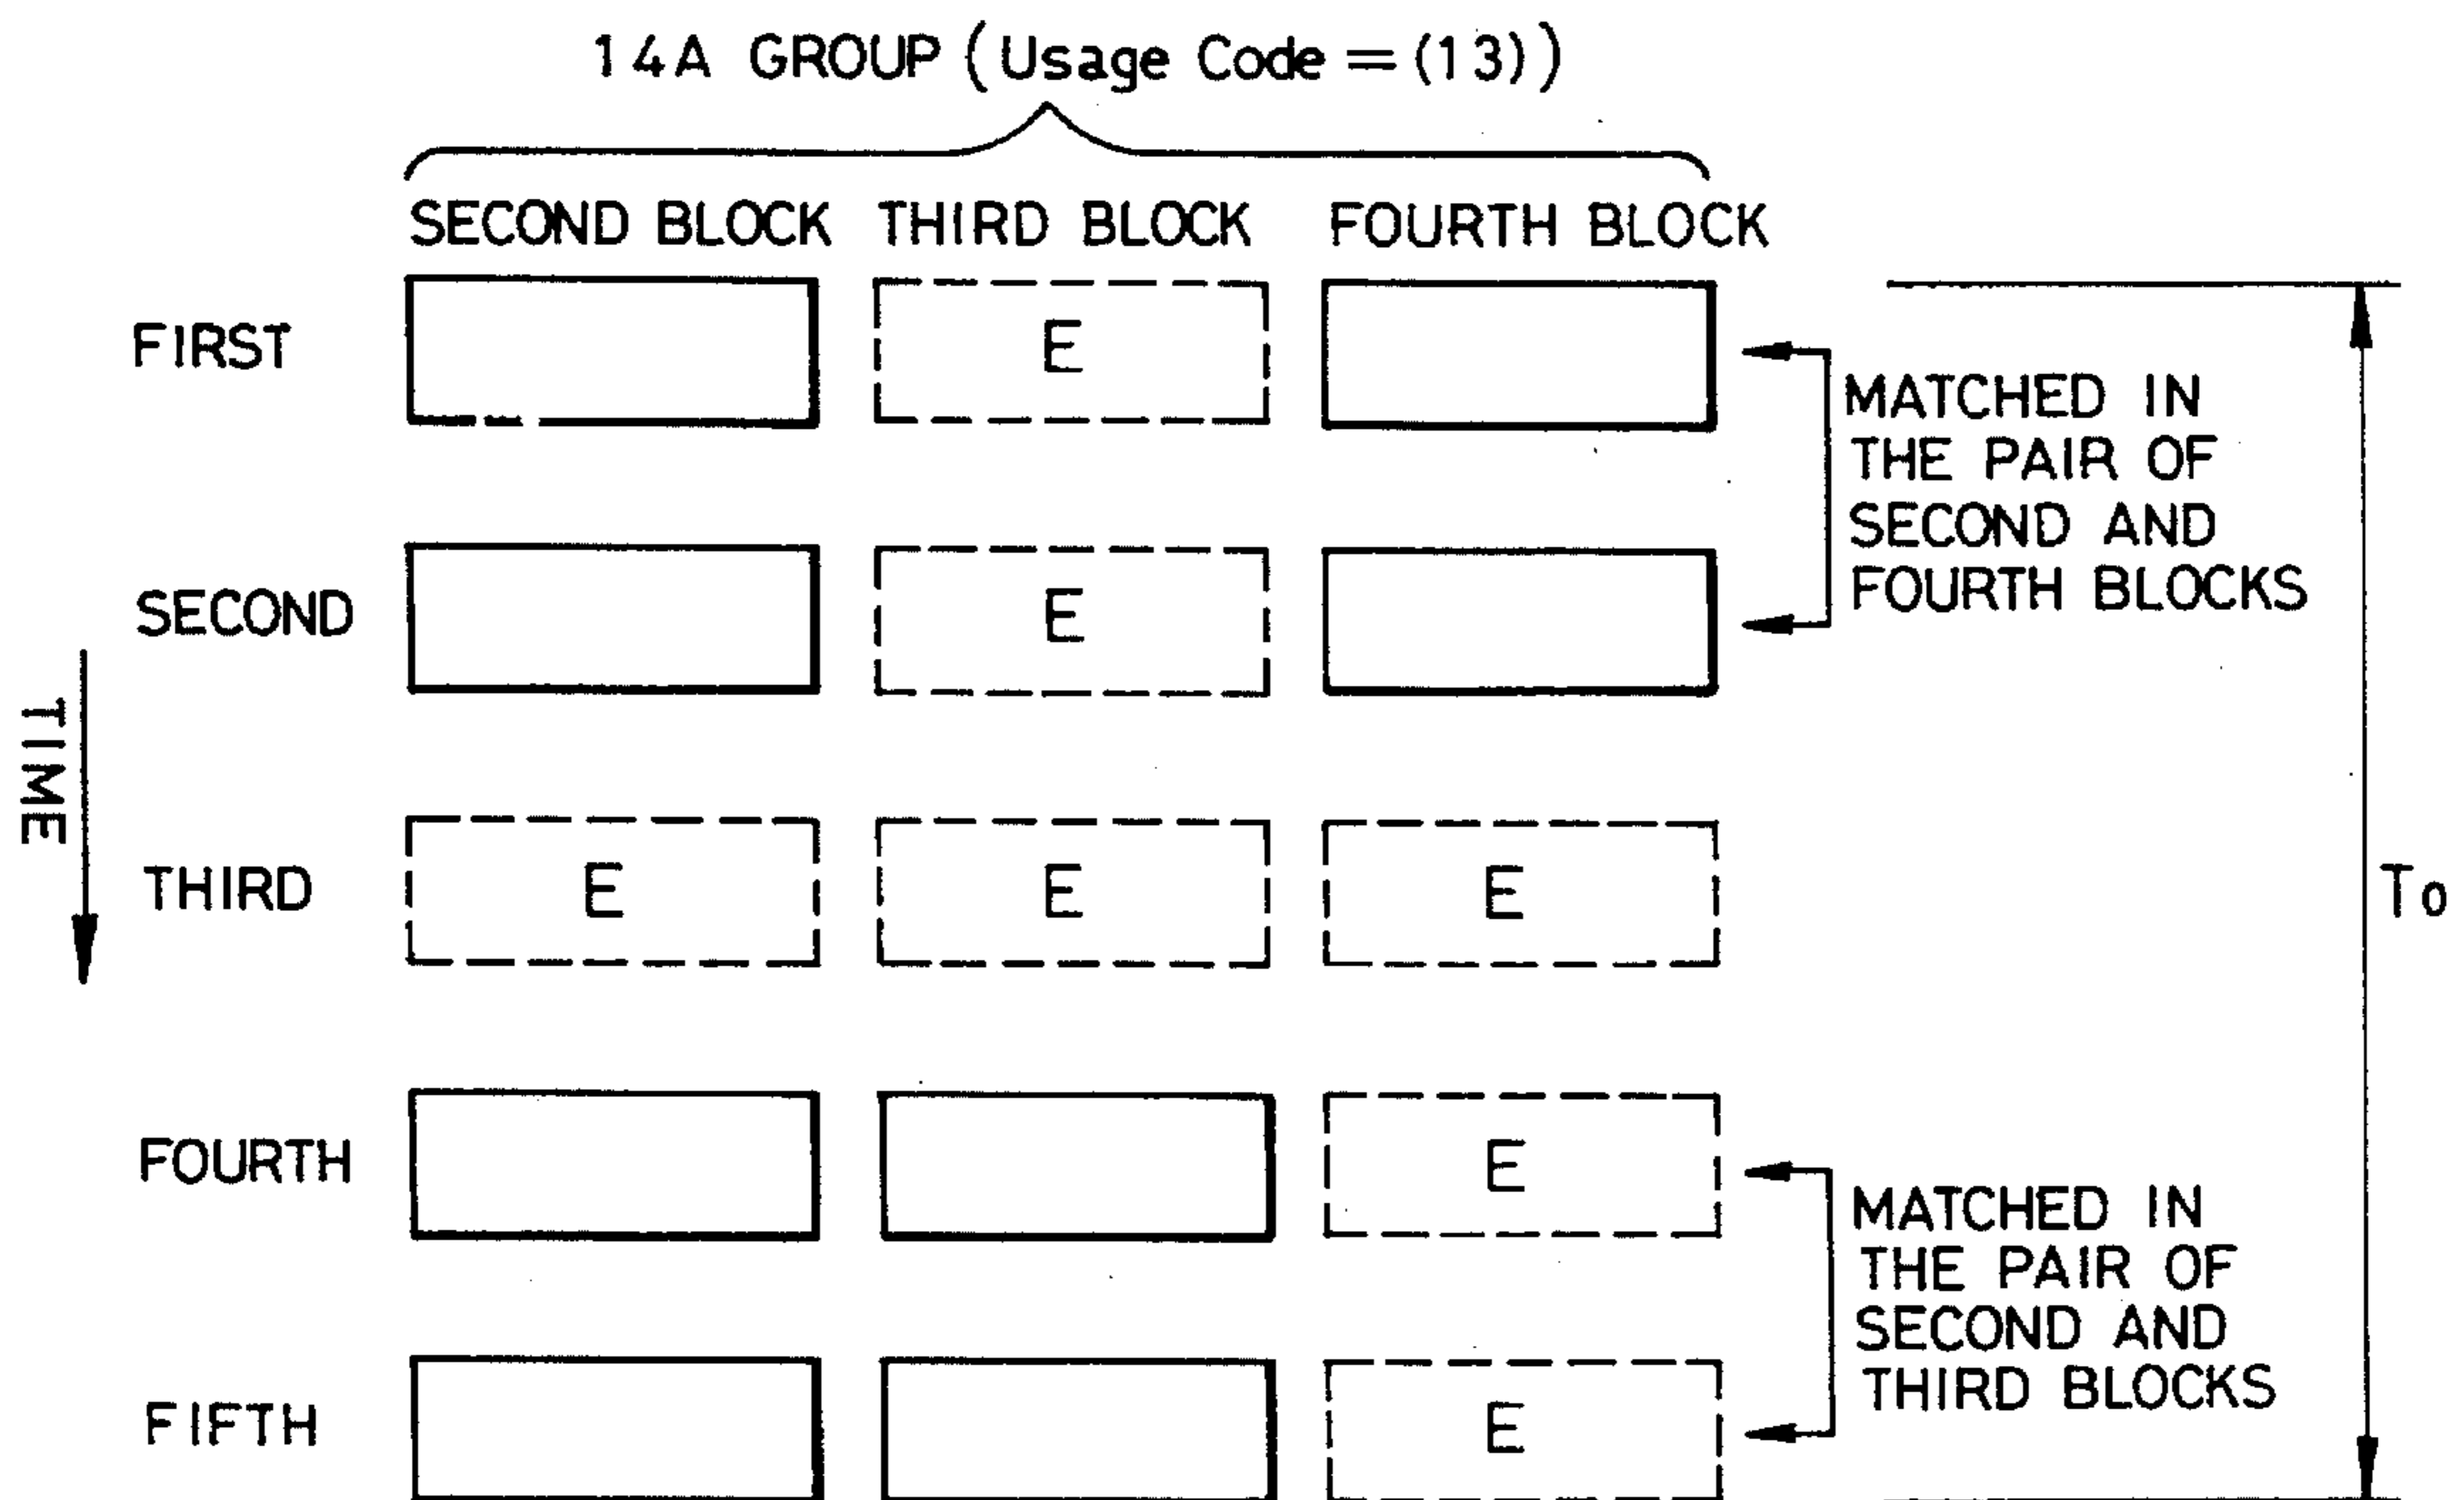 14A GROUP (Usage Code = (13))
SECOND BLOCK THIRD BLOCK FOURTH BLOCK
FIRST E
MATCHED IN
THE PAIR OF
SECOND AND
FOURTH BLOCKS
SECOND E
TIME
THIRD E E E
To
FOURTH E
MATCHED IN
THE PAIR OF
SECOND AND
THIRD BLOCKS
FIFTH E